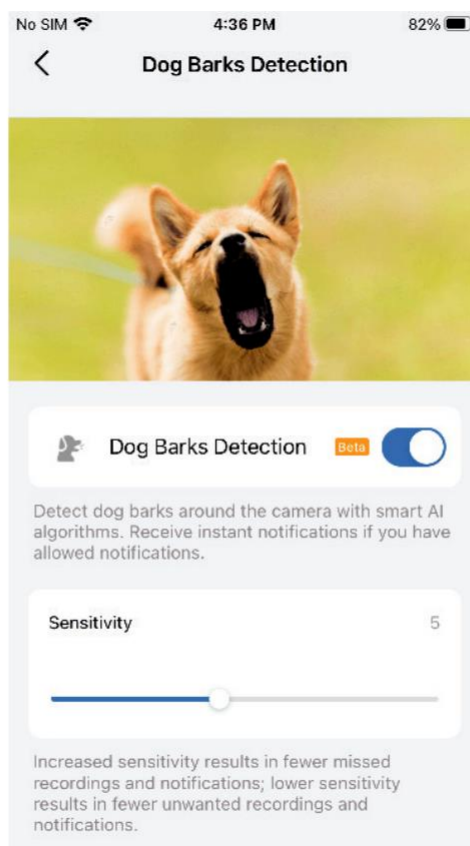 No SIM 4:36 PM 82%
Dog Barks Detection
Dog Barks Detection Beta
Detect dog barks around the camera with smart AI
algorithms. Receive instant notifications if you have
allowed notifications.
Sensitivity 5
Increased sensitivity results in fewer missed
recordings and notifications; lower sensitivity
results in fewer unwanted recordings and
notifications.